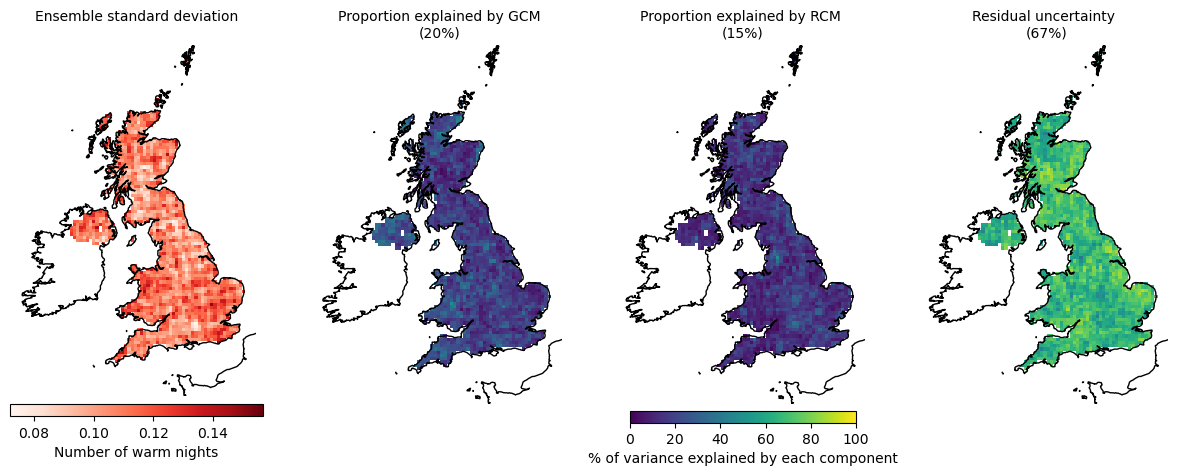 Ensemble standard deviation
Proportion explained by GCM
(20%)
Proportion explained by RCM
(15%)
Residual uncertainty
(67%)
0.08 0.10 0.12 0.14
Number of warm nights
0 20 40 60 80 100
% of variance explained by each component